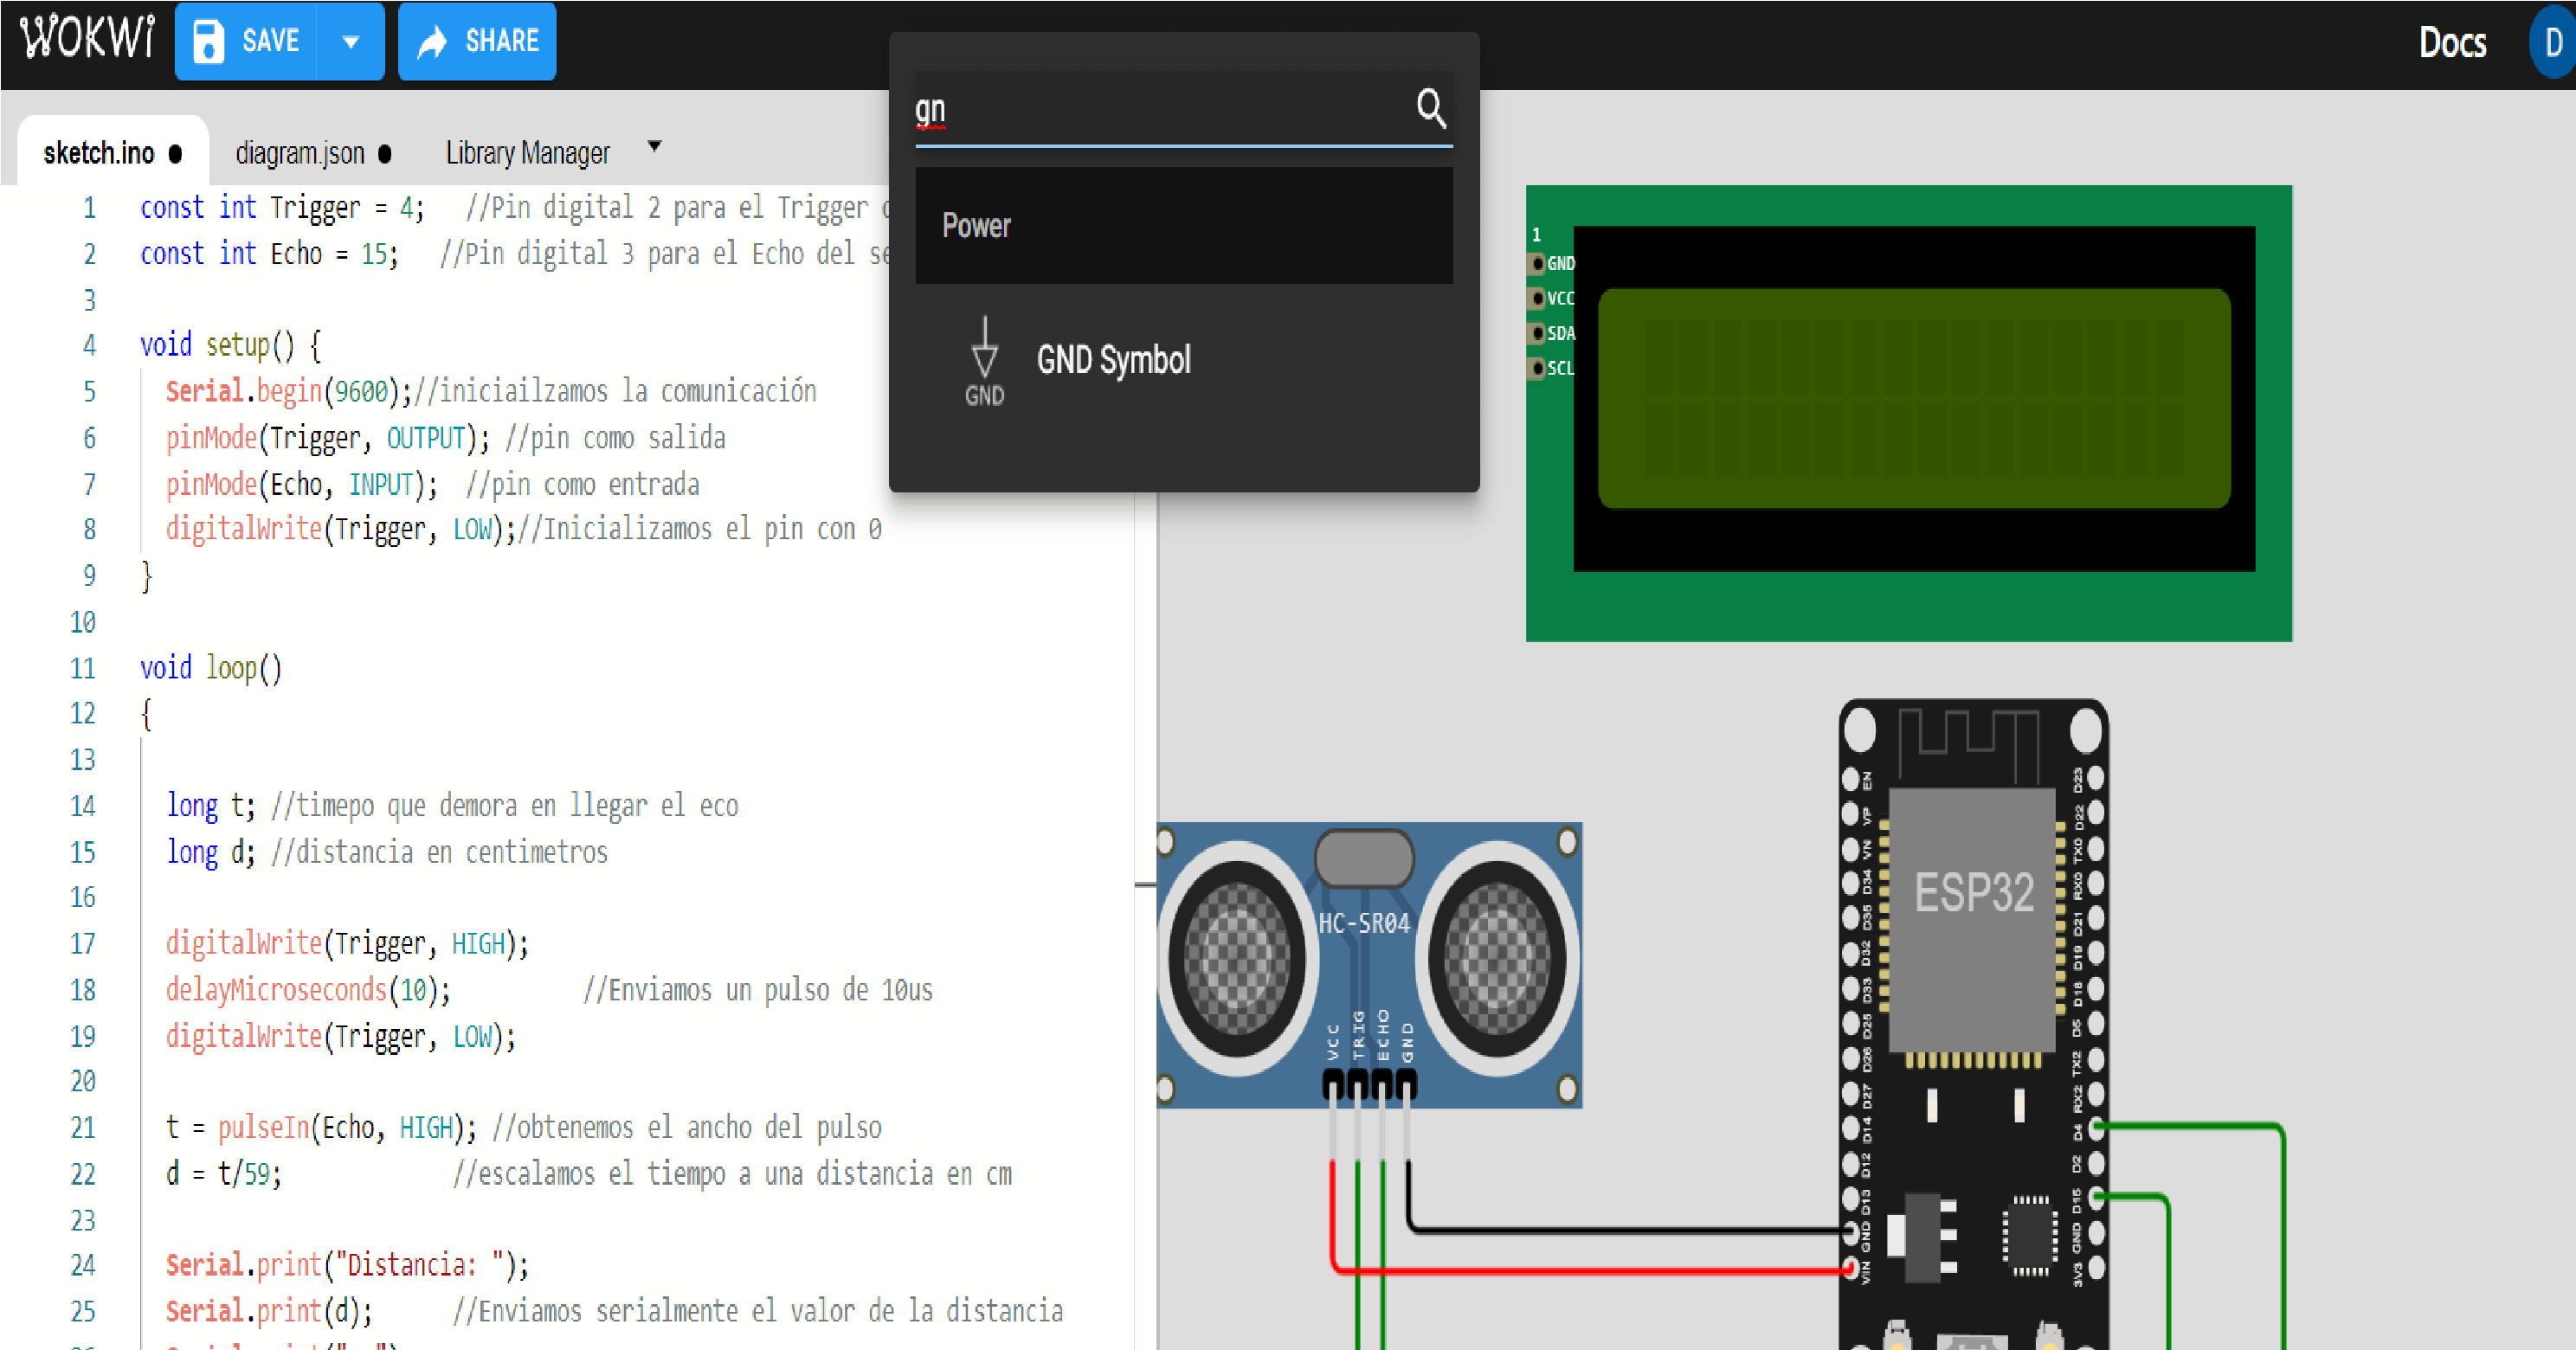 WOKWI SAVE SHARE Docs D
gn
Power
GND
GND Symbol
sketch.ino ● diagram.json ● Library Manager
1 const int Trigger = 4; //Pin digital 2 para el Trigger
2 const int Echo = 15; //Pin digital 3 para el Echo del
3
4 void setup() {
5 Serial.begin(9600);//iniciailzamos la comunicación
6 pinMode(Trigger, OUTPUT); //pin como salida
7 pinMode(Echo, INPUT); //pin como entrada
8 digitalWrite(Trigger, LOW);//Inicializamos el pin con 0
9 }
10
11 void loop()
12 {
13
14 long t; //timepo que demora en llegar el eco
15 long d; //distancia en centimetros
16
17 digitalWrite(Trigger, HIGH);
18 delayMicroseconds(10); //Enviamos un pulso de 10us
19 digitalWrite(Trigger, LOW);
20
21 t = pulseIn(Echo, HIGH); //obtenemos el ancho del pulso
22 d = t/59; //escalamos el tiempo a una distancia en cm
23
24 Serial.print("Distancia: ");
25 Serial.print(d); //Enviamos serialmente el valor de la distancia
1
GND
VCC
SDA
SCL
HC-SR04
VCC
TRIG
ECHO
GND
ESP32
EN
VP
VN
D34
D35
D32
D33
D25
D26
D27
D14
D12
D13
GND
VIN
D23
D22
TX0
RX0
D21
D19
D18
D5
TX2
RX2
D4
D2
D15
GND
3V3